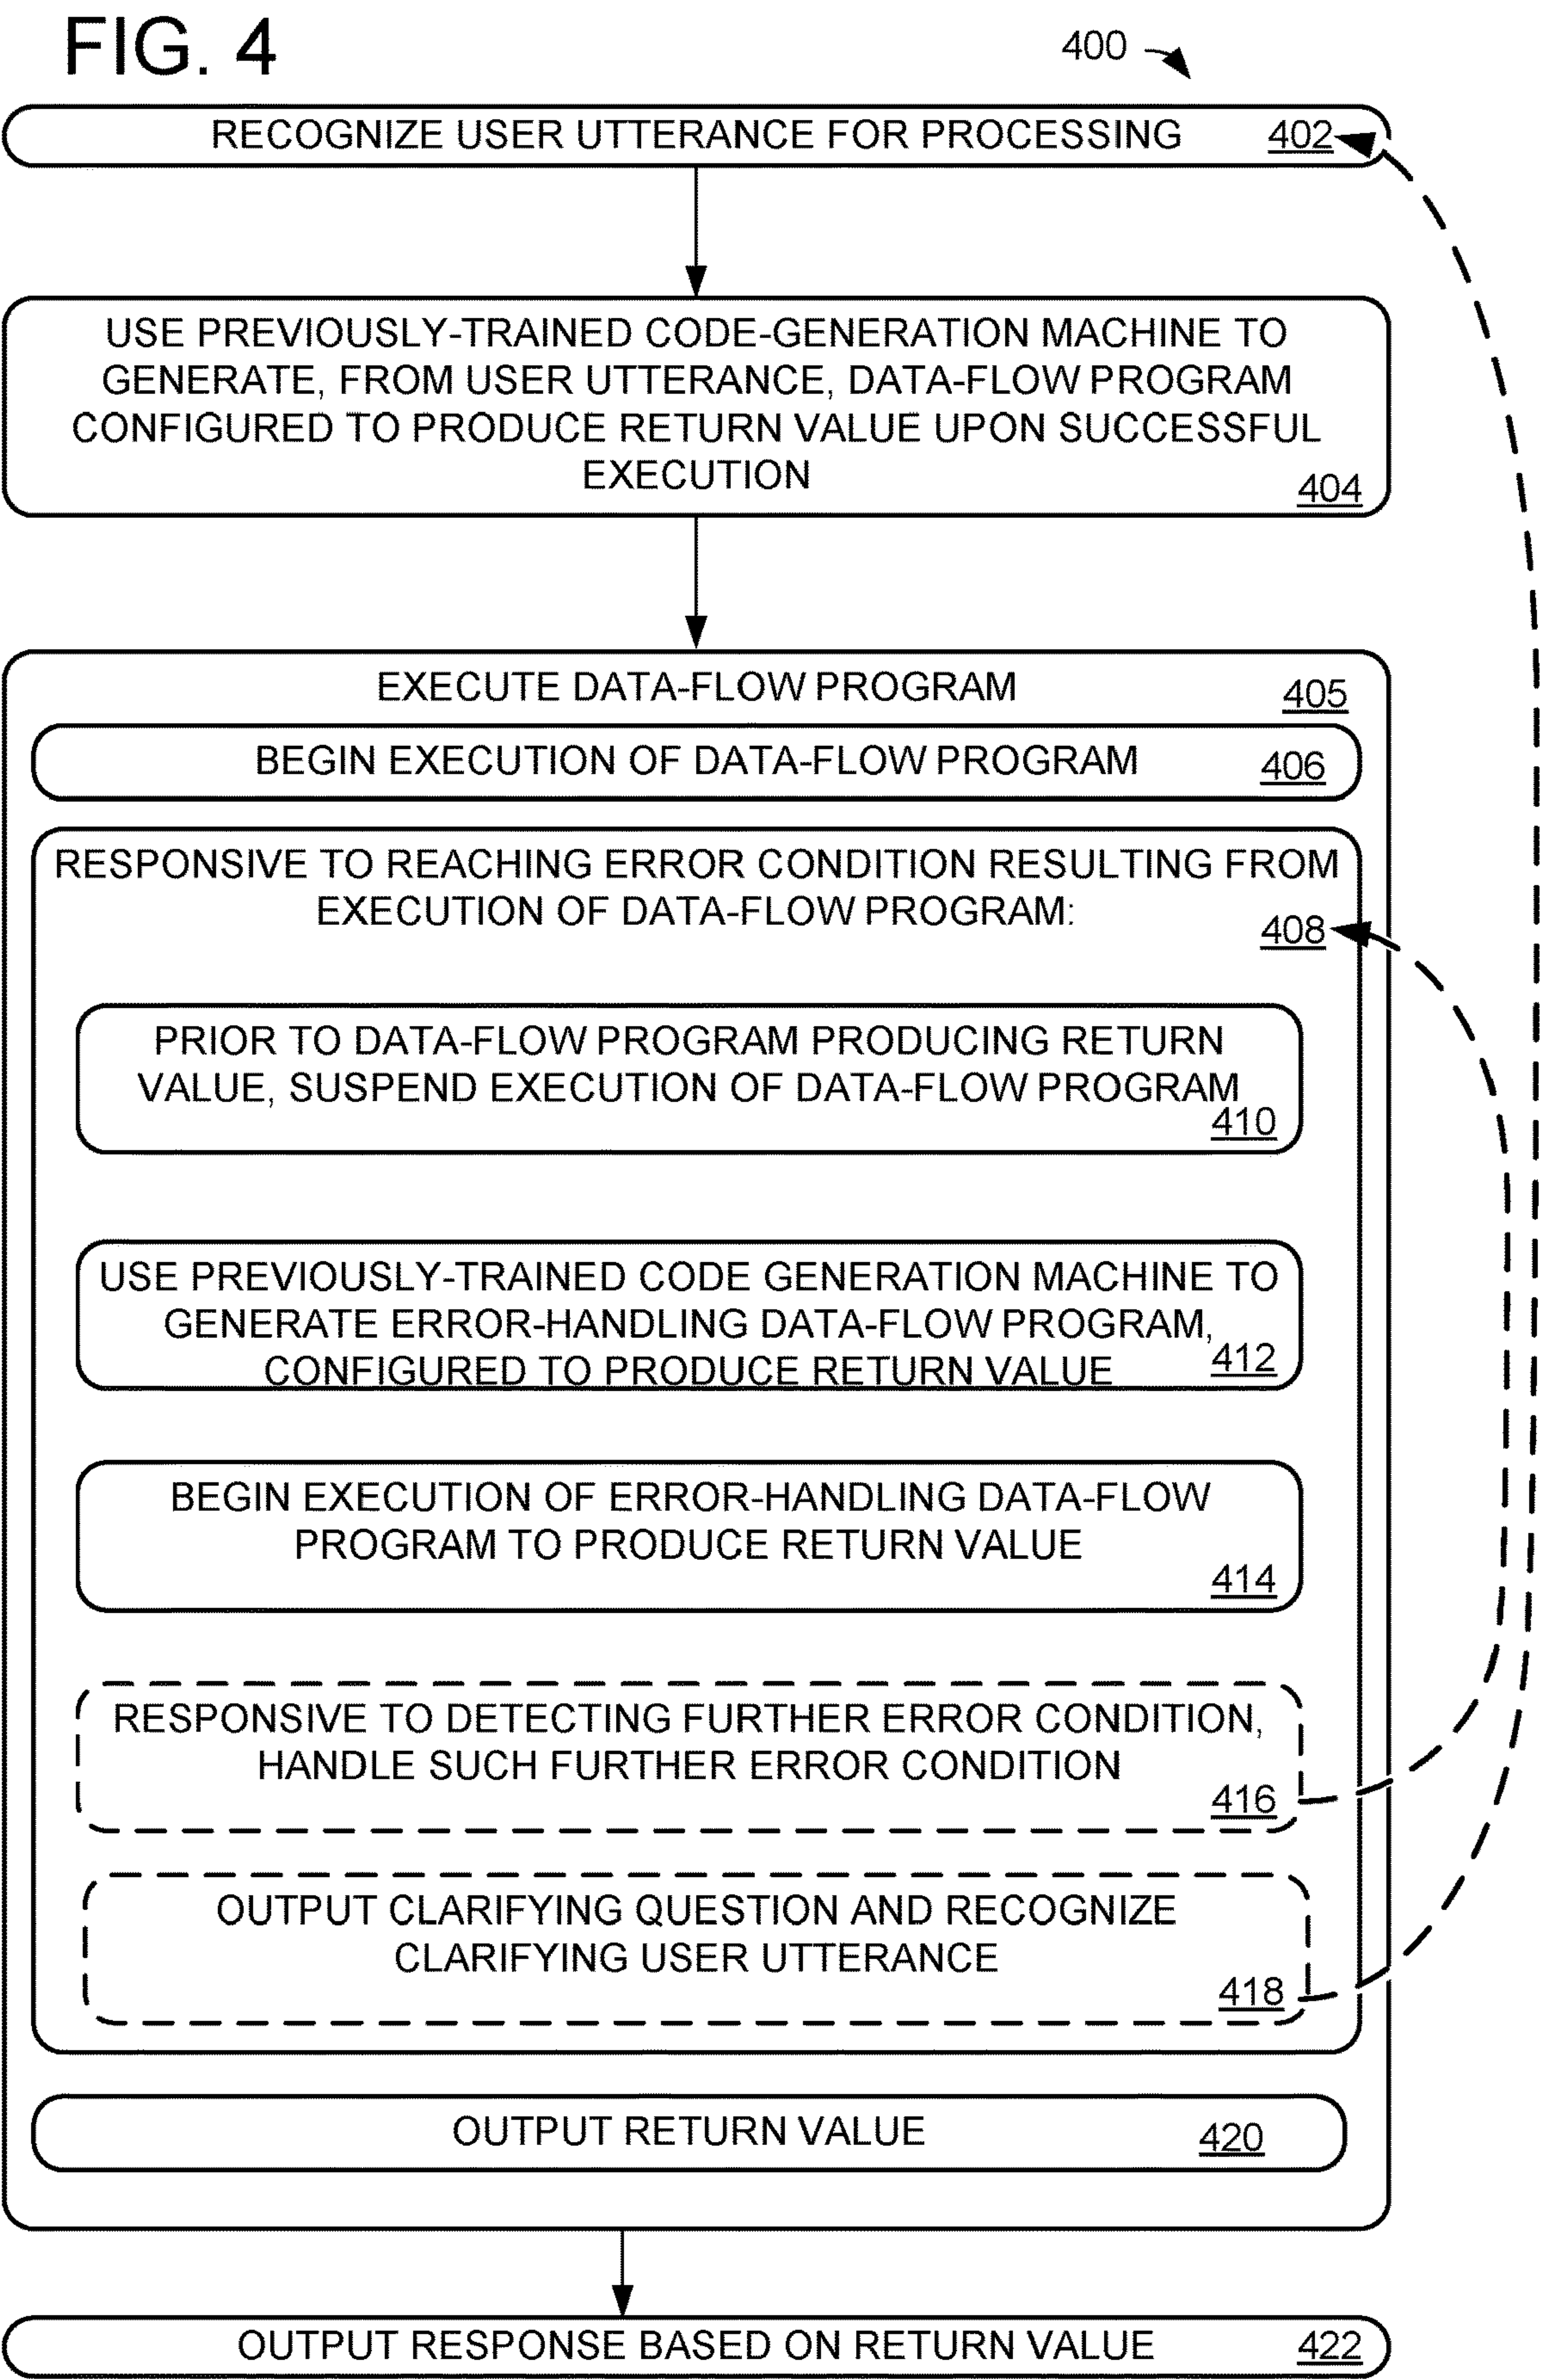 FIG. 4
400
RECOGNIZE USER UTTERANCE FOR PROCESSING 402
USE PREVIOUSLY-TRAINED CODE-GENERATION MACHINE TO
GENERATE, FROM USER UTTERANCE, DATA-FLOW PROGRAM
CONFIGURED TO PRODUCE RETURN VALUE UPON SUCCESSFUL
EXECUTION
404
EXECUTE DATA-FLOW PROGRAM 405
BEGIN EXECUTION OF DATA-FLOW PROGRAM 406
RESPONSIVE TO REACHING ERROR CONDITION RESULTING FROM
EXECUTION OF DATA-FLOW PROGRAM:
408
PRIOR TO DATA-FLOW PROGRAM PRODUCING RETURN
VALUE, SUSPEND EXECUTION OF DATA-FLOW PROGRAM
410
USE PREVIOUSLY-TRAINED CODE GENERATION MACHINE TO
GENERATE ERROR-HANDLING DATA-FLOW PROGRAM,
CONFIGURED TO PRODUCE RETURN VALUE 412
BEGIN EXECUTION OF ERROR-HANDLING DATA-FLOW
PROGRAM TO PRODUCE RETURN VALUE
414
RESPONSIVE TO DETECTING FURTHER ERROR CONDITION,
HANDLE SUCH FURTHER ERROR CONDITION
416
OUTPUT CLARIFYING QUESTION AND RECOGNIZE
CLARIFYING USER UTTERANCE
418
OUTPUT RETURN VALUE 420
OUTPUT RESPONSE BASED ON RETURN VALUE 422